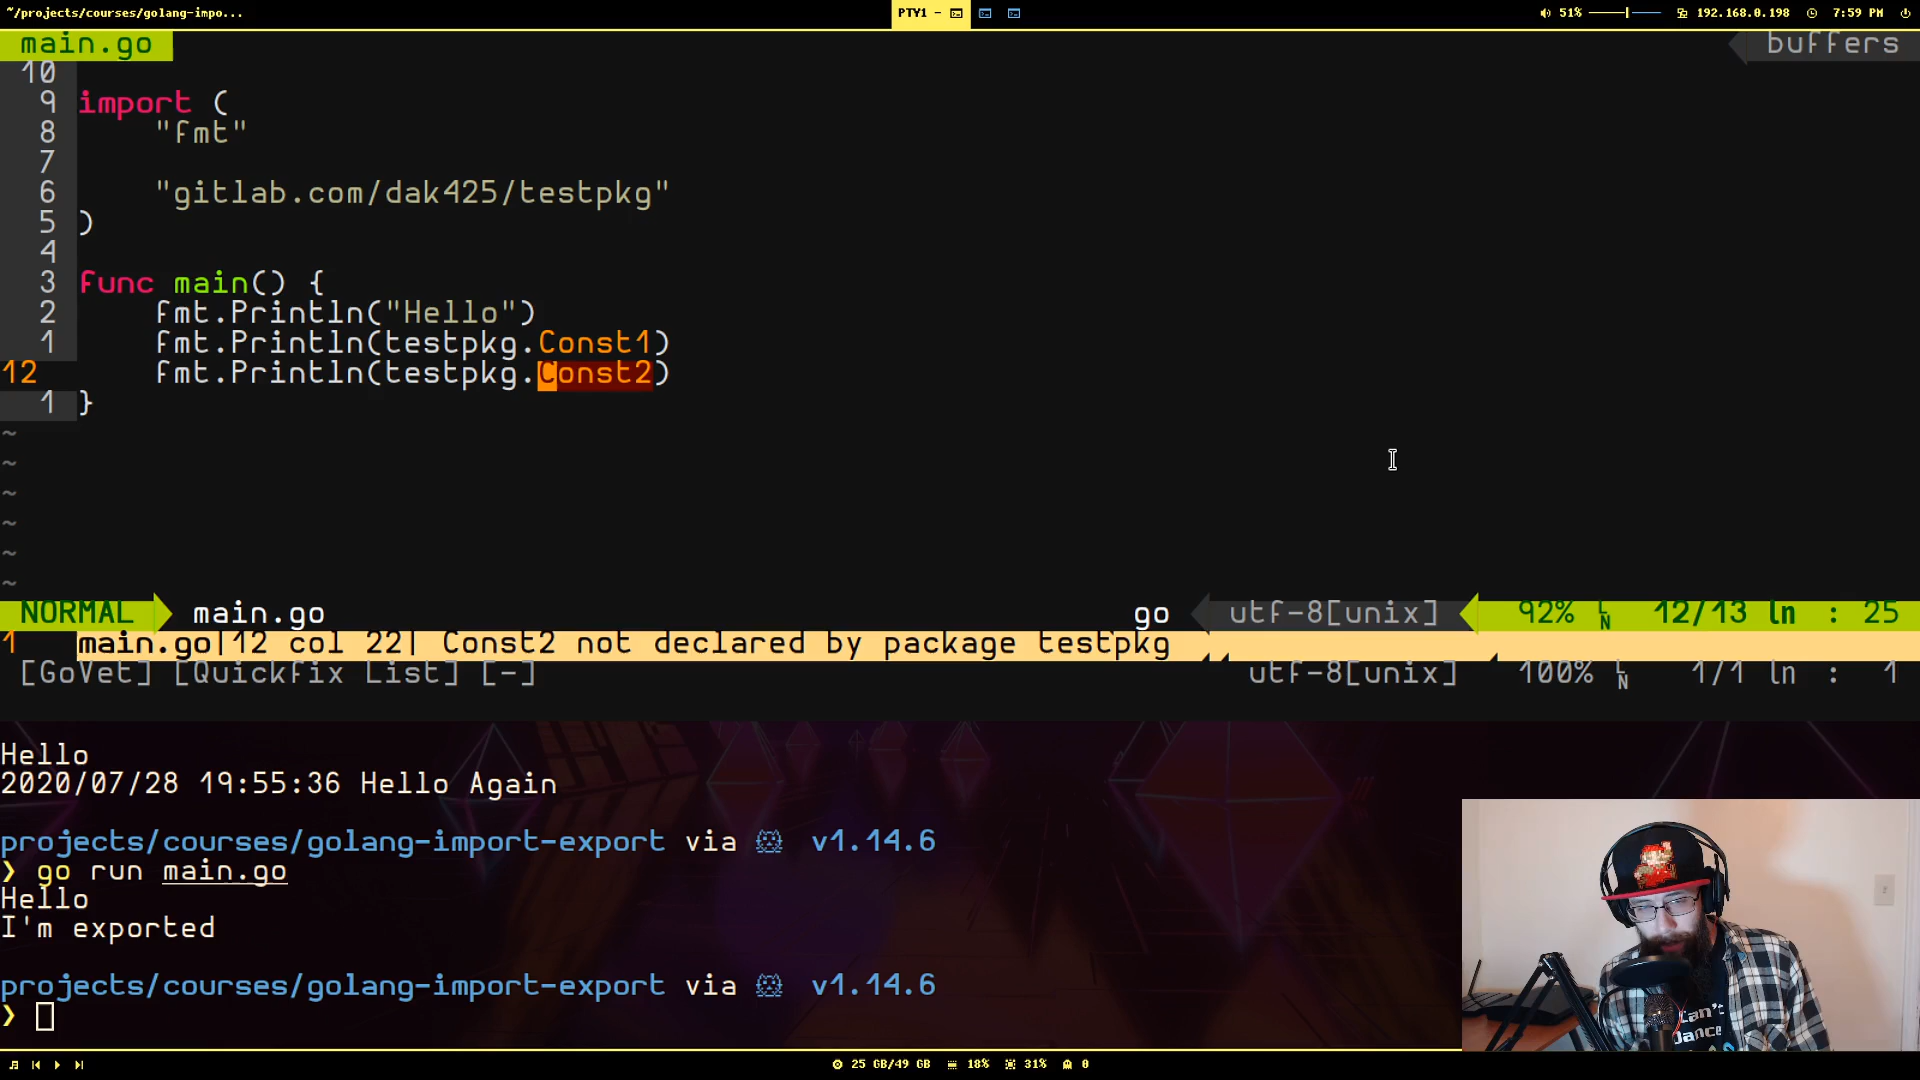 ~/projects/courses/golang-impo...
PTY1 -
51%
192.168.0.198
7:59 PM
main.go
buffers
10
9 import (
8 "fmt"
7
6 "gitlab.com/dak425/testpkg"
5 )
4
3 func main() {
2 fmt.Println("Hello")
1 fmt.Println(testpkg.Const1)
12 fmt.Println(testpkg.Const2)
1 }
~
~
~
~
~
~
NORMAL main.go go utf-8[unix] 92% LN 12/13 ln : 25
1 main.go|12 col 22| Const2 not declared by package testpkg
[GoVet] [Quickfix List] [-] utf-8[unix] 100% LN 1/1 ln : 1
Hello
2020/07/28 19:55:36 Hello Again
projects/courses/golang-import-export via v1.14.6
❯ go run main.go
Hello
I'm exported
projects/courses/golang-import-export via v1.14.6
❯
Can't
Dance
25 GB/49 GB 18% 31% 0